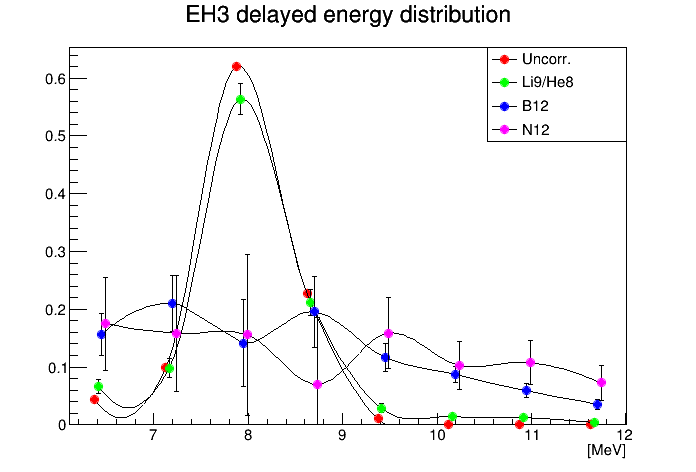 EH3 delayed energy distribution
Uncorr.
Li9/He8
B12
N12
0.6
0.5
0.4
0.3
0.2
0.1
0
7 8 9 10 11 12
[MeV]